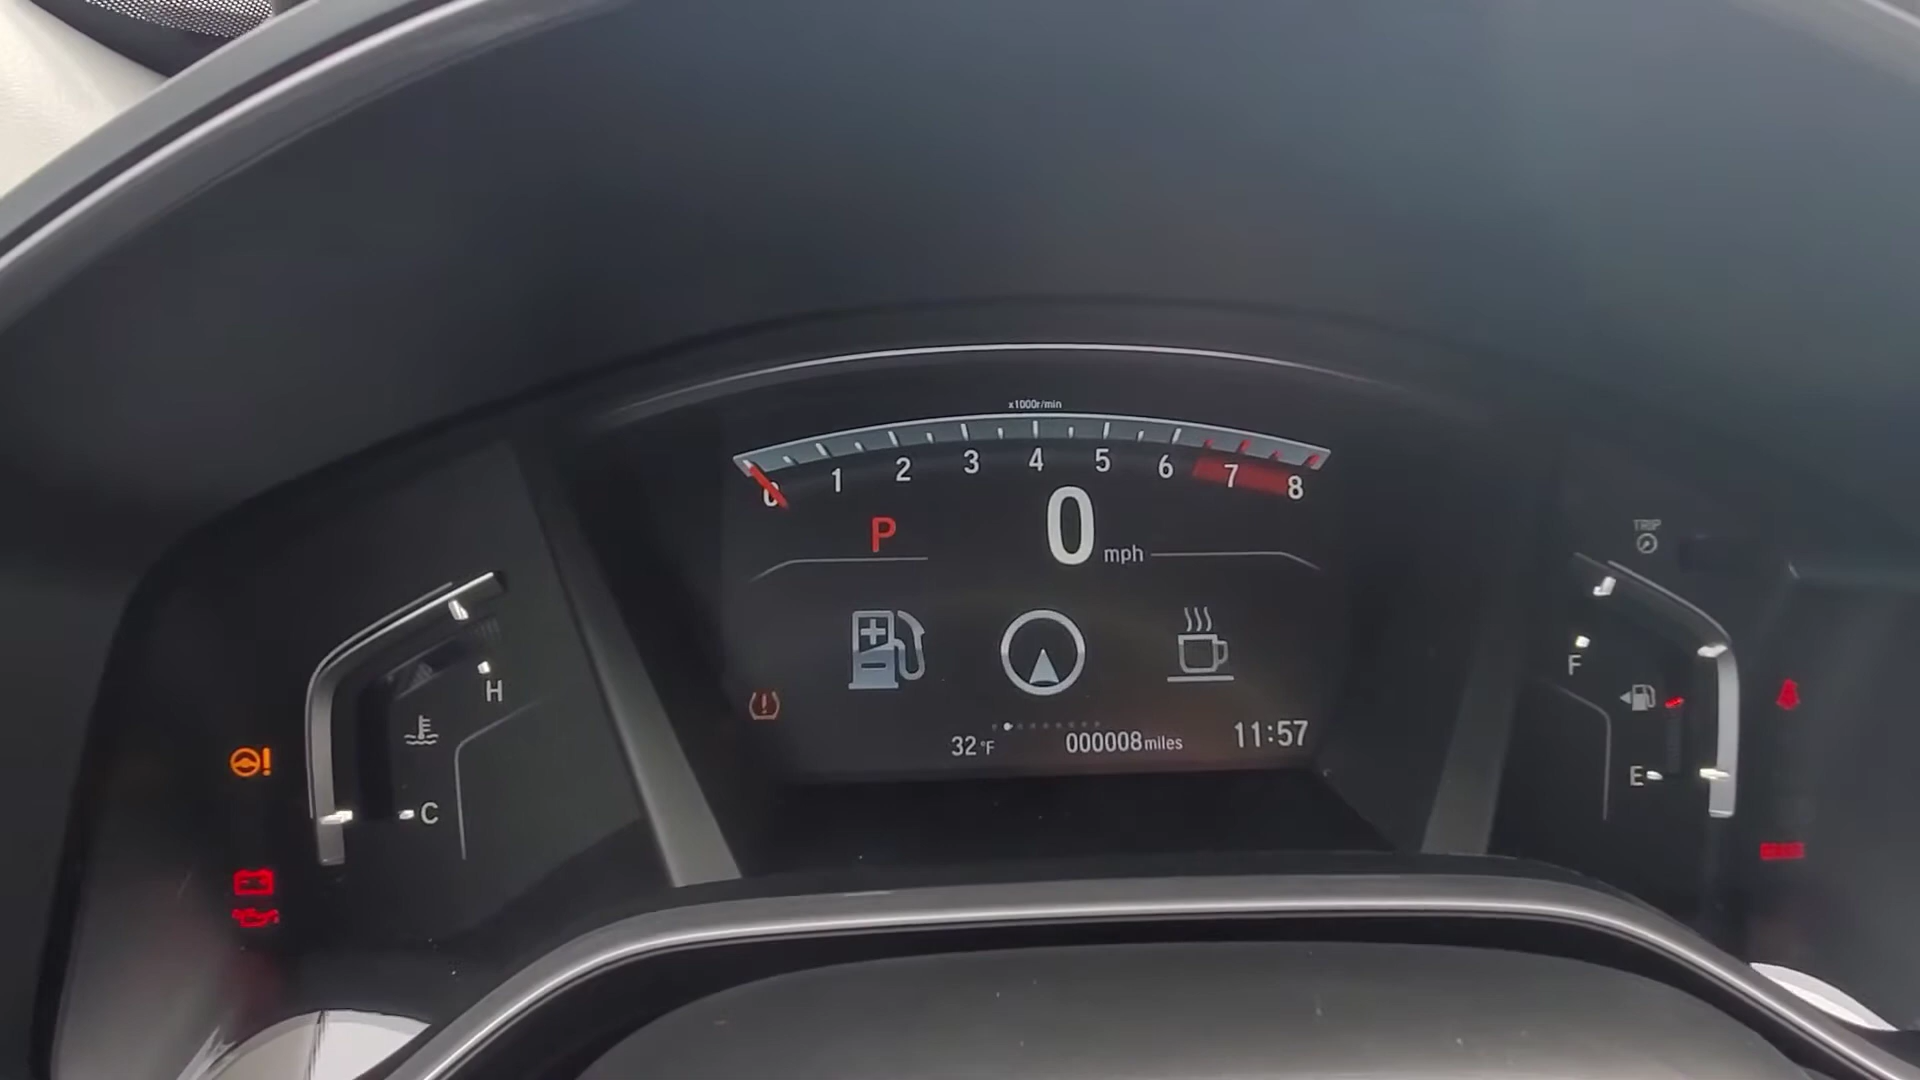 x1000r/min
0 1 2 3 4 5 6 7 8
P 0 mph
TRIP
H
F
C
E
32°F 000008 miles 11:57